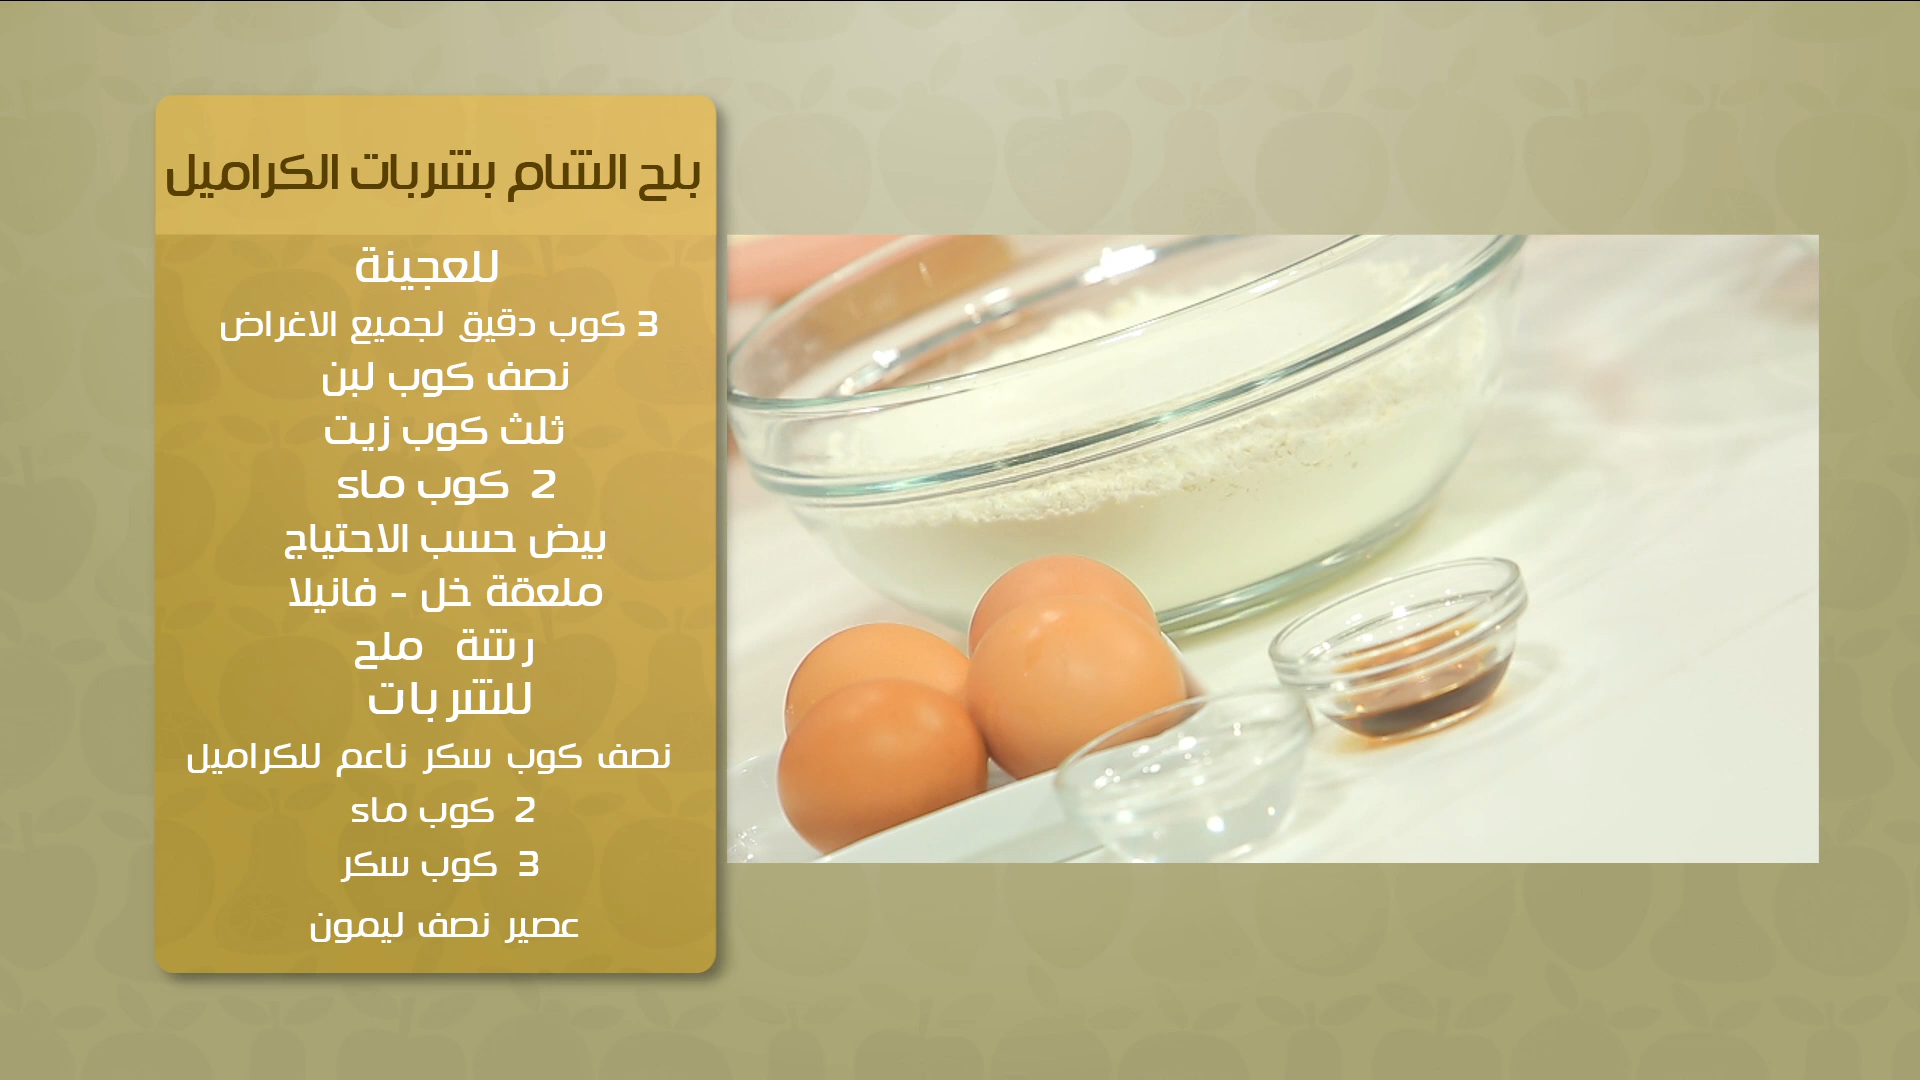 بلح الشام بشربات الكراميل
للعجينة
3 كوب دقيق لجميع الاغراض
نصف كوب لبن
ثلث كوب زيت
2 كوب ماء
بيض حسب الاحتياج
ملعقة خل - فانيلا
رشة ملح
للشربات
نصف كوب سكر ناعم للكراميل
2 كوب ماء
3 كوب سكر
عصير نصف ليمون